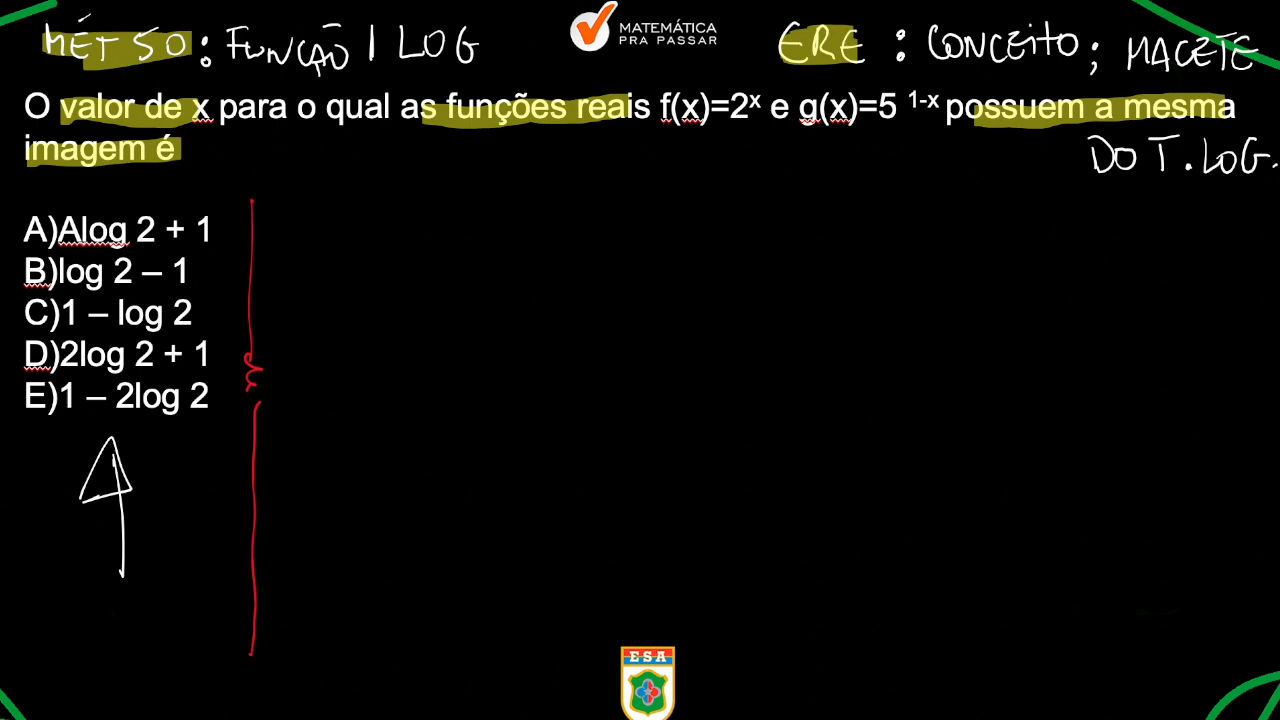 MÉT 50 : FUNÇÃO / LOG
MATEMÁTICA
PRA PASSAR
ERE : CONCEITO ; MACETE
DO T. LOG.
O valor de x para o qual as funções reais f(x)=2ˣ e g(x)=5 ¹⁻ˣ possuem a mesma
imagem é
A)Alog 2 + 1
B)log 2 – 1
C)1 – log 2
D)2log 2 + 1
E)1 – 2log 2
ESA